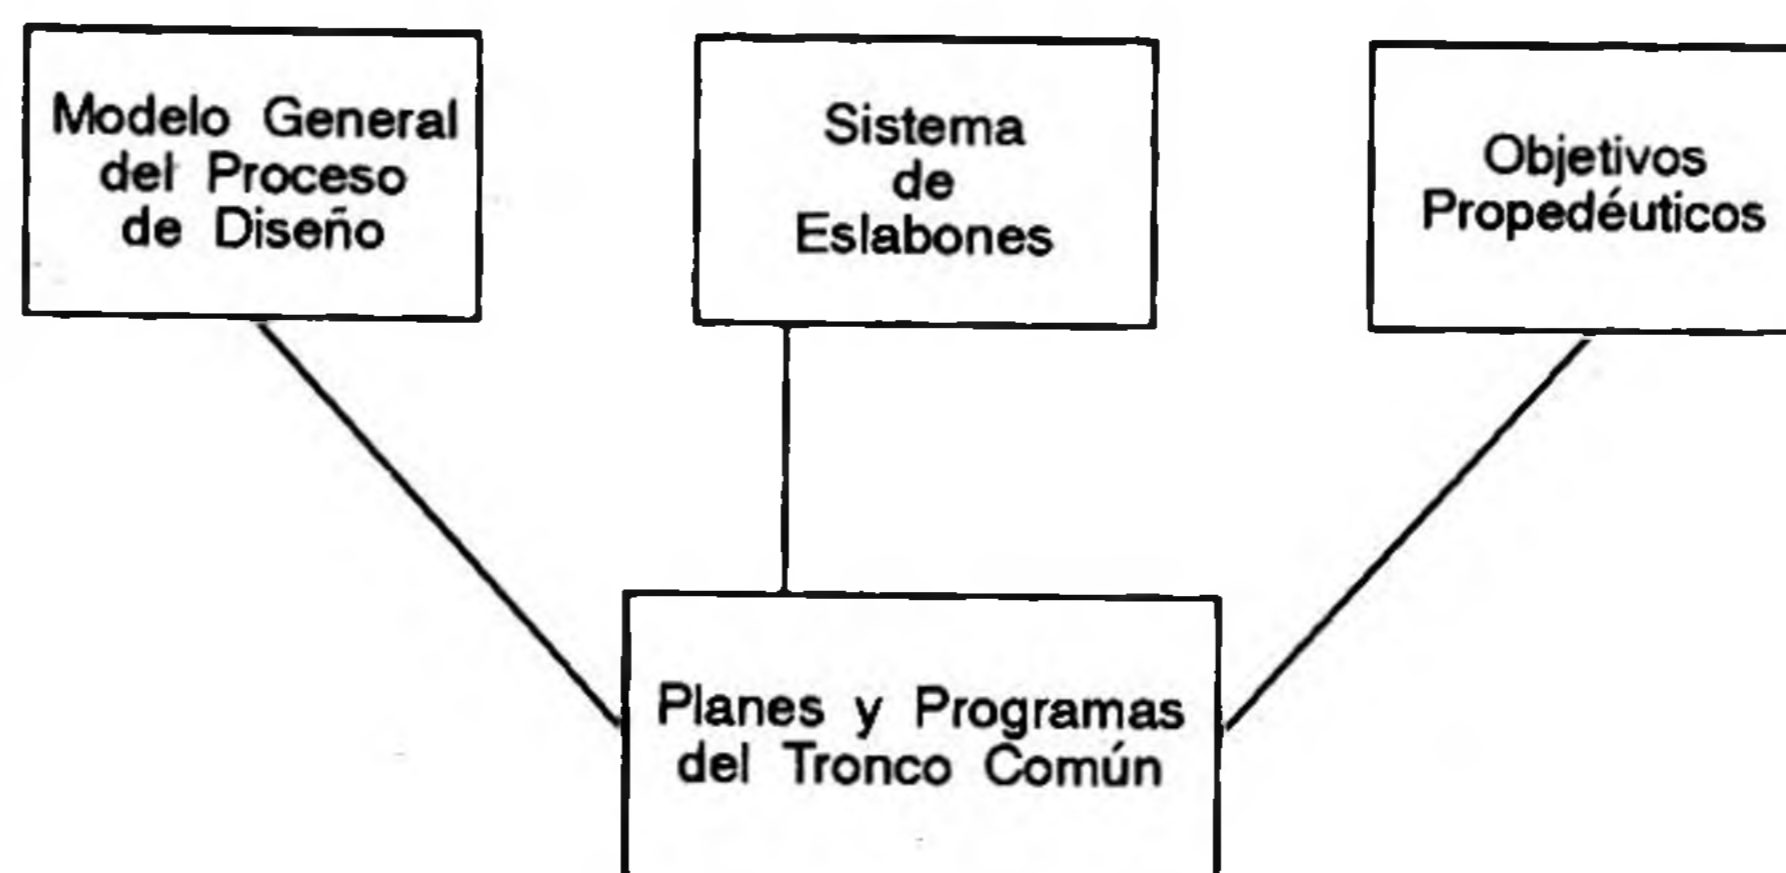 Modelo General
del Proceso
de Diseño
Sistema
de
Eslabones
Objetivos
Propedéuticos
Planes y Programas
del Tronco Común